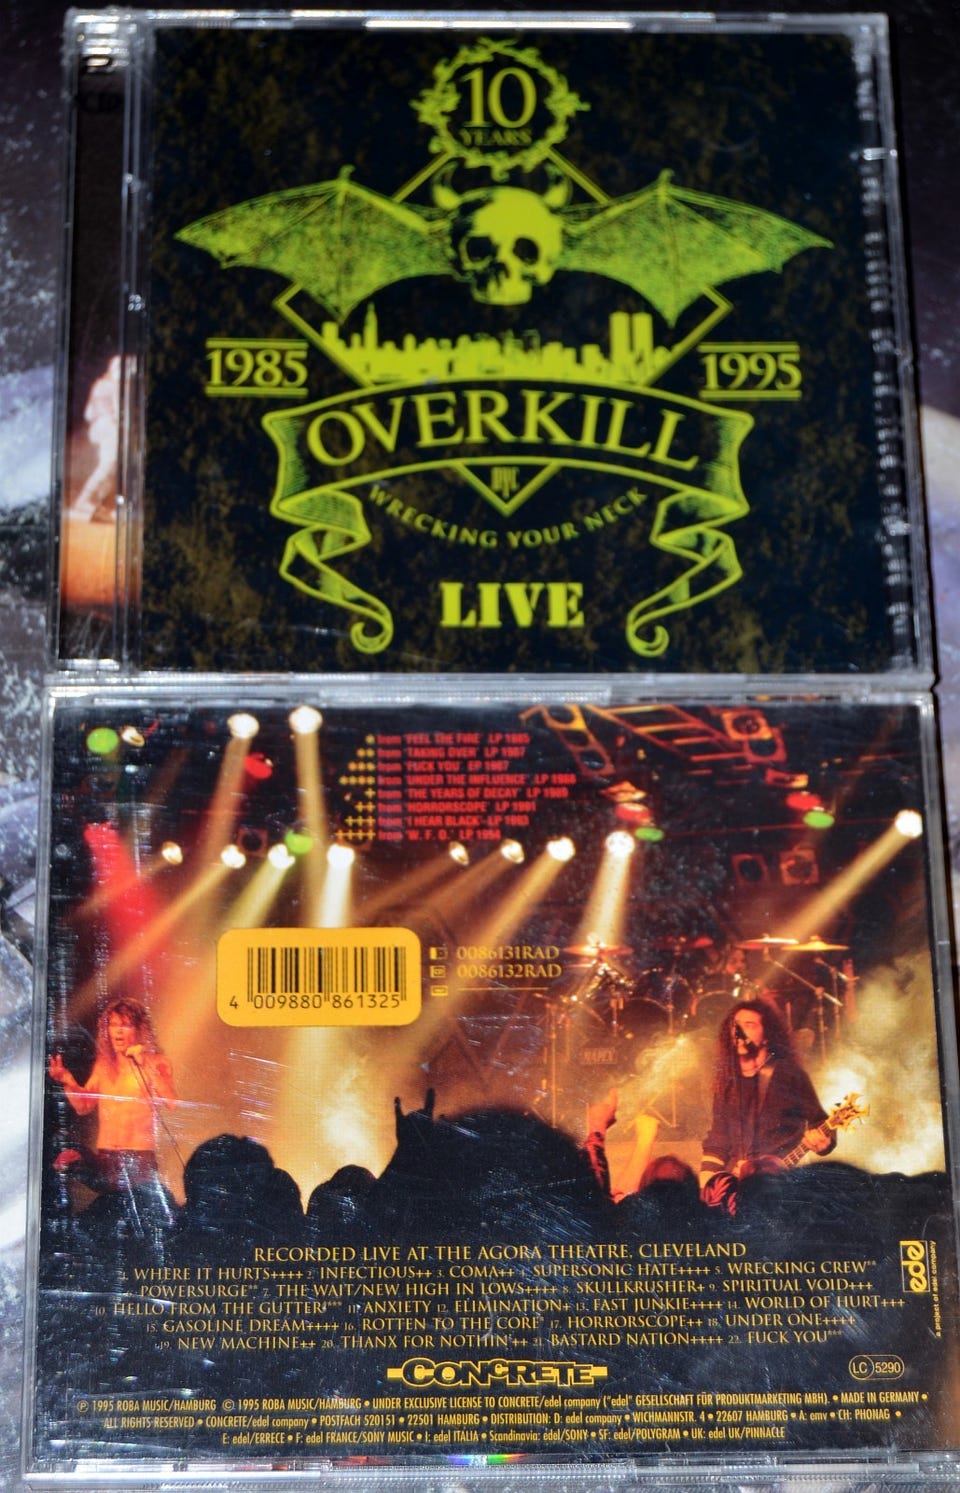 10
YEARS
1985
1995
OVERKILL
NYC
WRECKING YOUR NECK
LIVE
* from 'FEEL THE FIRE' LP 1985
** from 'TAKING OVER' LP 1987
*** from 'FUCK YOU' EP 1987
**** from 'UNDER THE INFLUENCE' LP 1988
+ from 'THE YEARS OF DECAY' LP 1989
++ from 'HORRORSCOPE' LP 1991
+++ from 'I HEAR BLACK' LP 1993
++++ from 'W. F. O.' LP 1994
0086131RAD
0086132RAD
4 009880 861325
MAPEX
RECORDED LIVE AT THE AGORA THEATRE, CLEVELAND
1. WHERE IT HURTS++++ 2. INFECTIOUS++ 3. COMA++ 4. SUPERSONIC HATE++++ 5. WRECKING CREW**
6. POWERSURGE** 7. THE WAIT/NEW HIGH IN LOWS++++ 8. SKULLKRUSHER+ 9. SPIRITUAL VOID+++
10. HELLO FROM THE GUTTER**** 11. ANXIETY 12. ELIMINATION+ 13. FAST JUNKIE++++ 14. WORLD OF HURT+++
15. GASOLINE DREAM++++ 16. ROTTEN TO THE CORE* 17. HORRORSCOPE++ 18. UNDER ONE++++
19. NEW MACHINE++ 20. THANX FOR NOTHIN'++ 21. BASTARD NATION++++ 22. FUCK YOU***
edel
a project of edel company
CONCRETE
LC 5290
℗ 1995 ROBA MUSIC/HAMBURG © 1995 ROBA MUSIC/HAMBURG • UNDER EXCLUSIVE LICENSE TO CONCRETE/edel company ("edel" GESELLSCHAFT FÜR PRODUKTMARKETING MBH). • MADE IN GERMANY •
ALL RIGHTS RESERVED • CONCRETE/edel company • POSTFACH 520151 • 22501 HAMBURG • DISTRIBUTION: D: edel company • WICHMANNSTR. 4 • 22607 HAMBURG • A: emv • CH: PHONAG •
E: edel/ERRECE • F: edel FRANCE/SONY MUSIC • I: edel ITALIA • Scandinavia: edel/SONY • SF: edel/POLYGRAM • UK: edel UK/PINNACLE